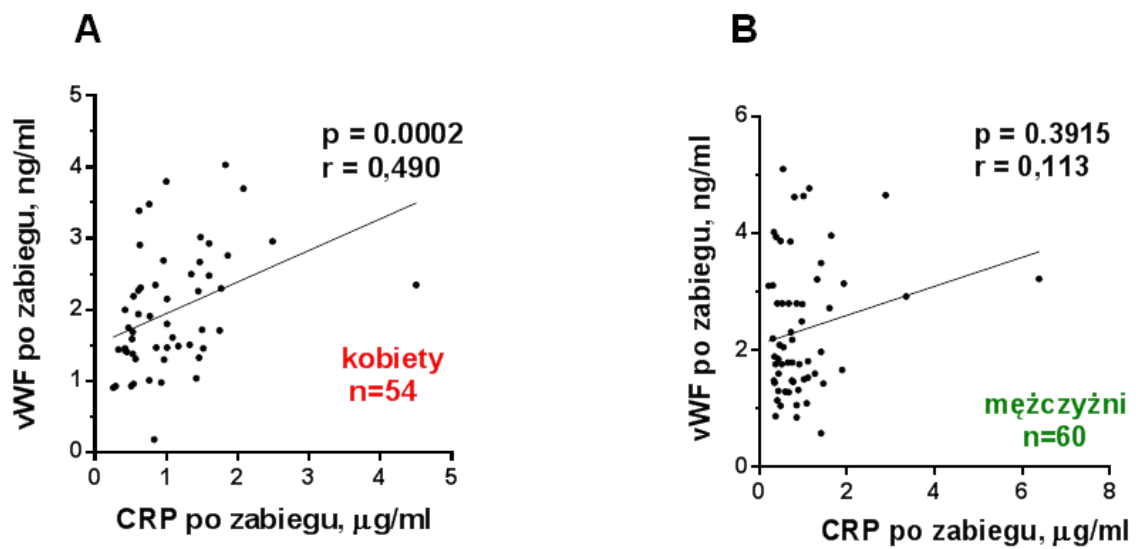 A
vWF po zabiegu, ng/ml
5
4
3
2
1
0
p = 0.0002
r = 0,490
kobiety
n=54
0 1 2 3 4 5
CRP po zabiegu, μg/ml
B
vWF po zabiegu, ng/ml
6
4
2
0
p = 0.3915
r = 0,113
mężczyżni
n=60
0 2 4 6 8
CRP po zabiegu, μg/ml